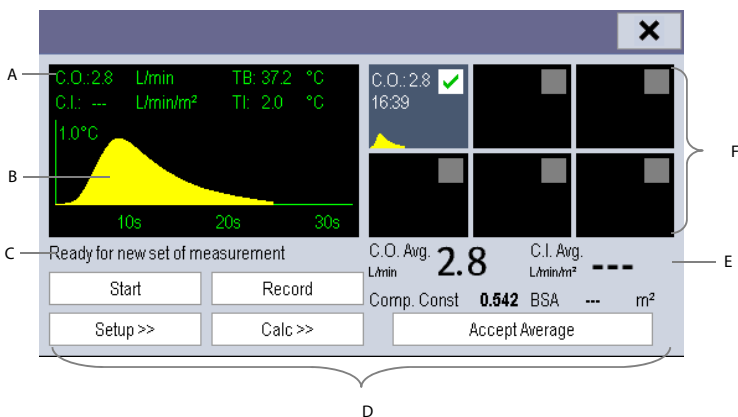 A
C.O.:2.8 L/min TB: 37.2 °C
C.I.: --- L/min/m² TI: 2.0 °C
1.0°C
B
10s 20s 30s
C.O.:2.8
16:39
F
C
Ready for new set of measurement
C.O. Avg. 2.8 C.I. Avg. ---
L/min L/min/m²
E
Start Record
Comp. Const 0.542 BSA --- m²
Setup >> Calc >> Accept Average
D